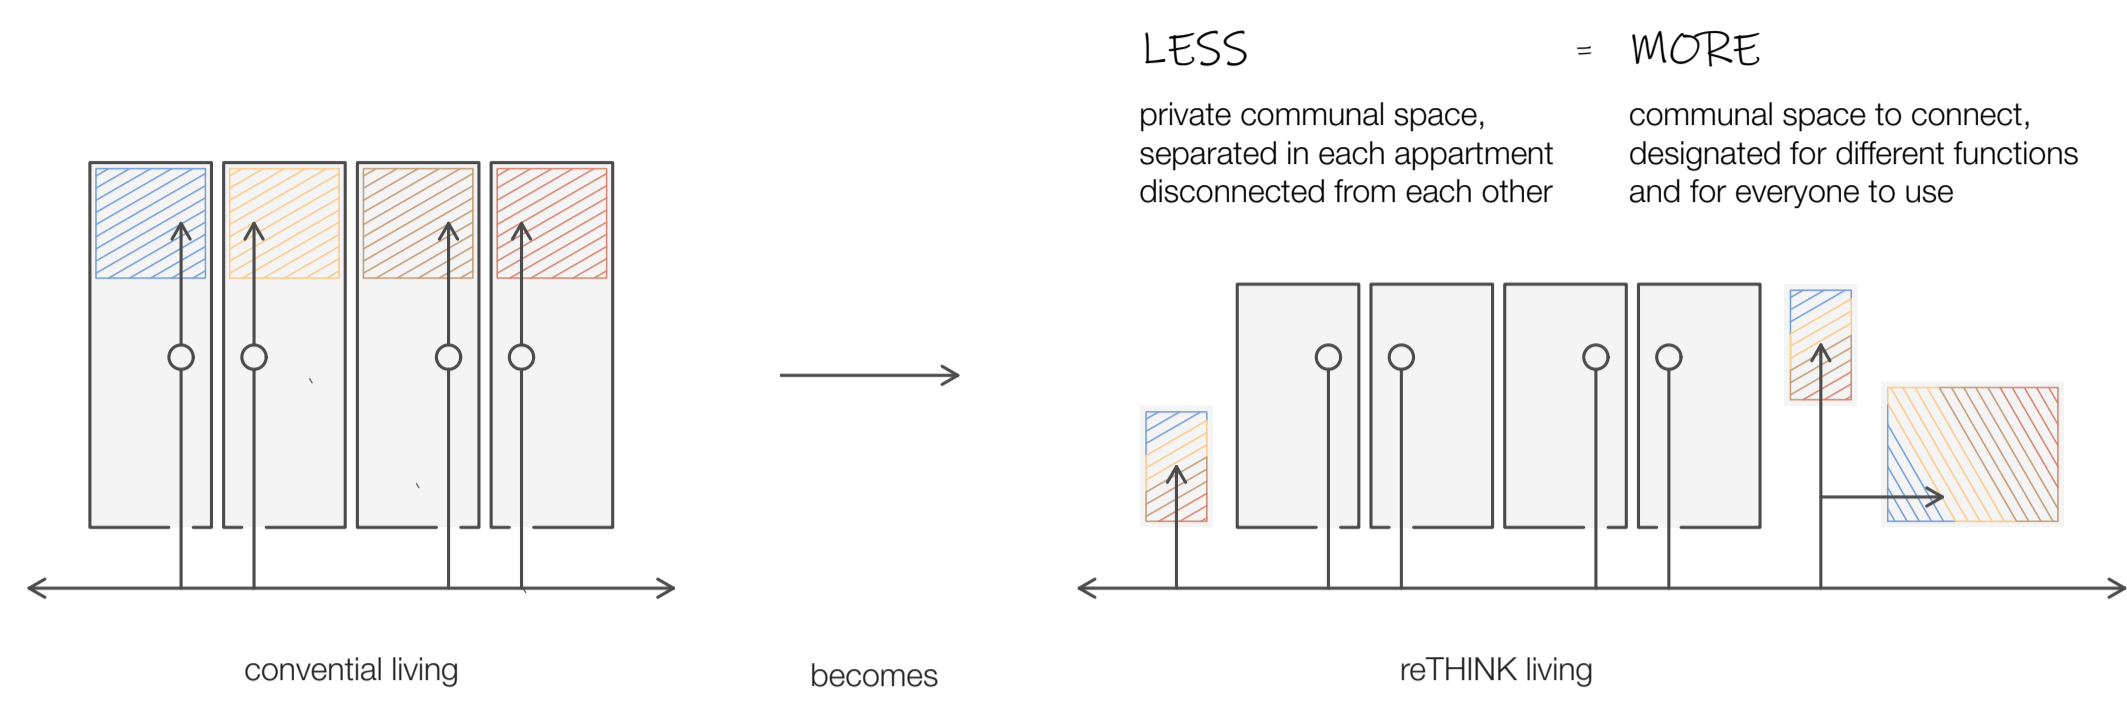 LESS = MORE
private communal space,
separated in each appartment
disconnected from each other
communal space to connect,
designated for different functions
and for everyone to use
convential living
becomes
reTHINK living